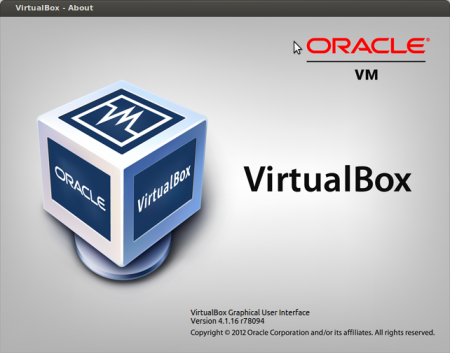 VirtualBox - About
ORACLE®
VM
ORACLE
VirtualBox
VirtualBox
VirtualBox Graphical User Interface
Version 4.1.16 r78094
Copyright © 2012 Oracle Corporation and/or its affiliates. All rights reserved.